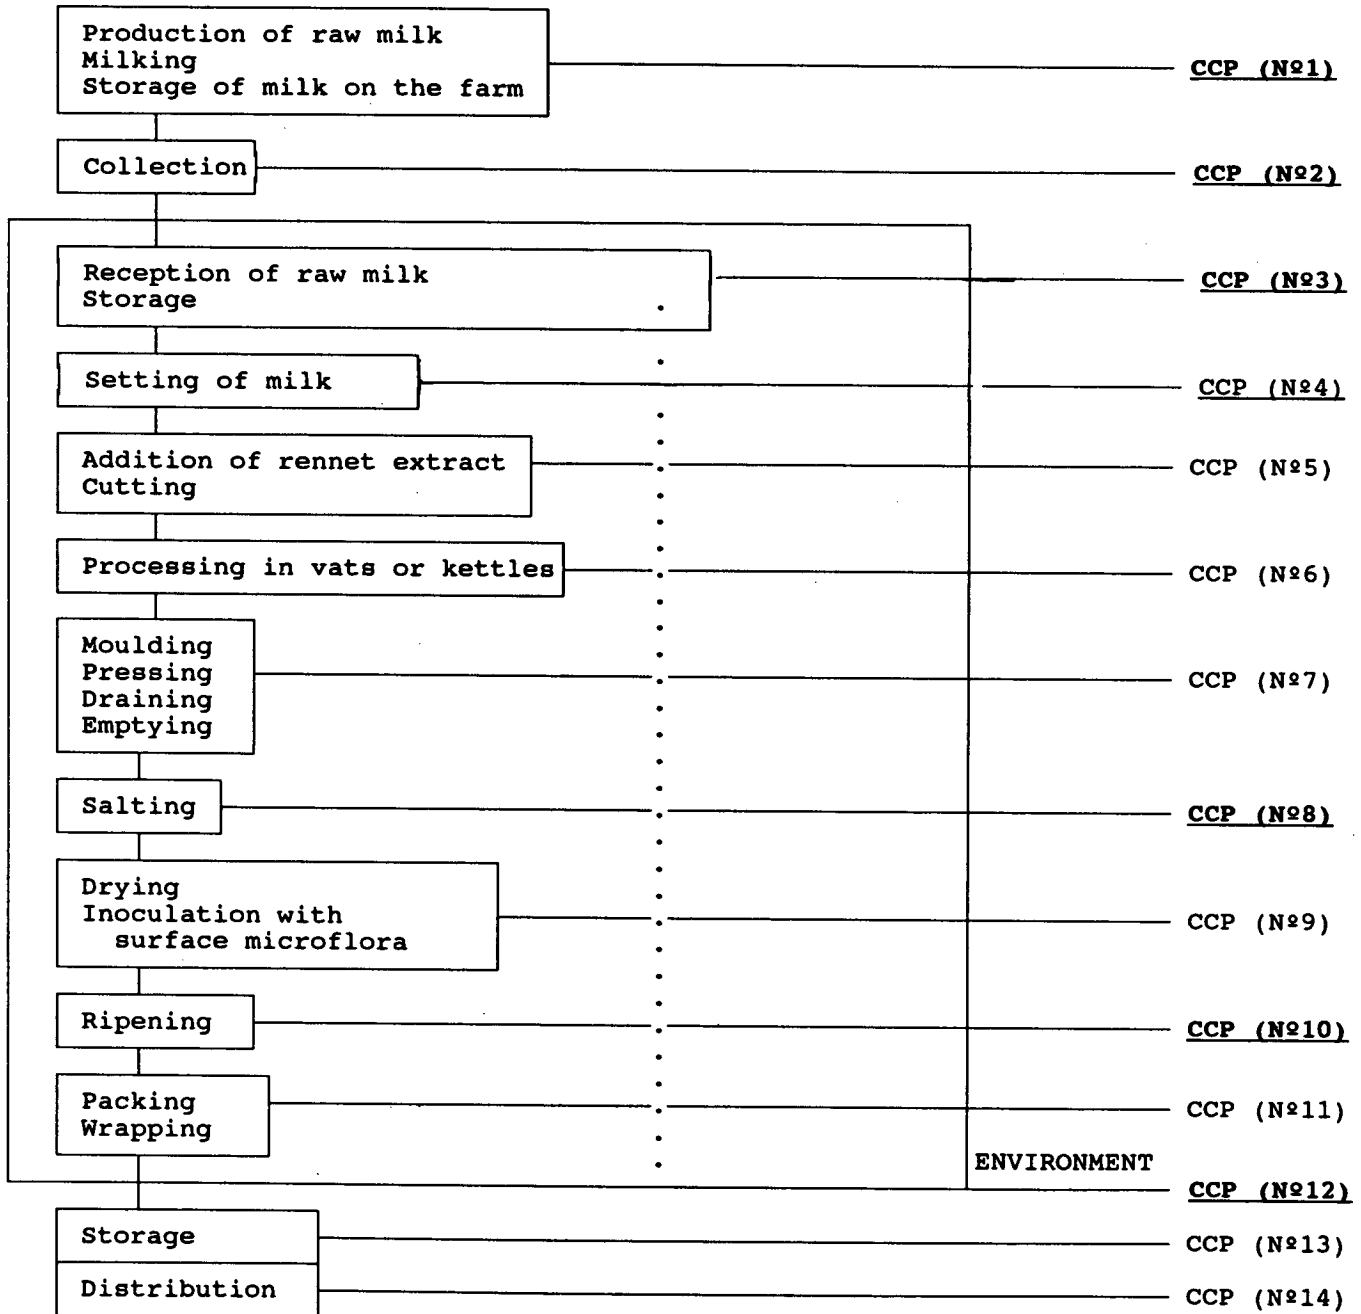 Production of raw milk
Milking
Storage of milk on the farm
CCP (Nº1)
Collection
CCP (Nº2)
Reception of raw milk
Storage
CCP (Nº3)
Setting of milk
CCP (Nº4)
Addition of rennet extract
Cutting
CCP (Nº5)
Processing in vats or kettles
CCP (Nº6)
Moulding
Pressing
Draining
Emptying
CCP (Nº7)
Salting
CCP (Nº8)
Drying
Inoculation with
surface microflora
CCP (Nº9)
Ripening
CCP (Nº10)
Packing
Wrapping
CCP (Nº11)
ENVIRONMENT
CCP (Nº12)
Storage
CCP (Nº13)
Distribution
CCP (Nº14)